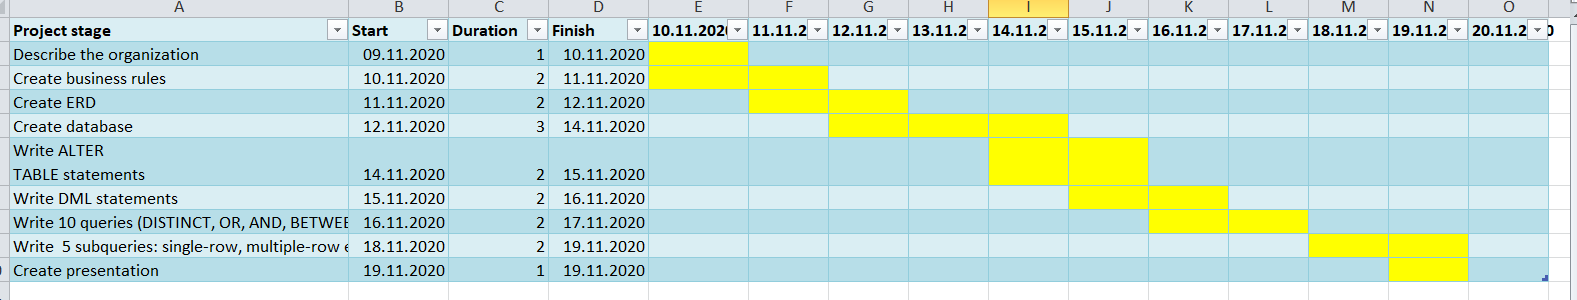 A B C D E F G H I J K L M N O
Project stage Start Duration Finish 10.11.2020 11.11.2 12.11.2 13.11.2 14.11.2 15.11.2 16.11.2 17.11.2 18.11.2 19.11.2 20.11.2 0
Describe the organization 09.11.2020 1 10.11.2020
Create business rules 10.11.2020 2 11.11.2020
Create ERD 11.11.2020 2 12.11.2020
Create database 12.11.2020 3 14.11.2020
Write ALTER
TABLE statements 14.11.2020 2 15.11.2020
Write DML statements 15.11.2020 2 16.11.2020
Write 10 queries (DISTINCT, OR, AND, BETWEE 16.11.2020 2 17.11.2020
Write 5 subqueries: single-row, multiple-row e 18.11.2020 2 19.11.2020
Create presentation 19.11.2020 1 19.11.2020